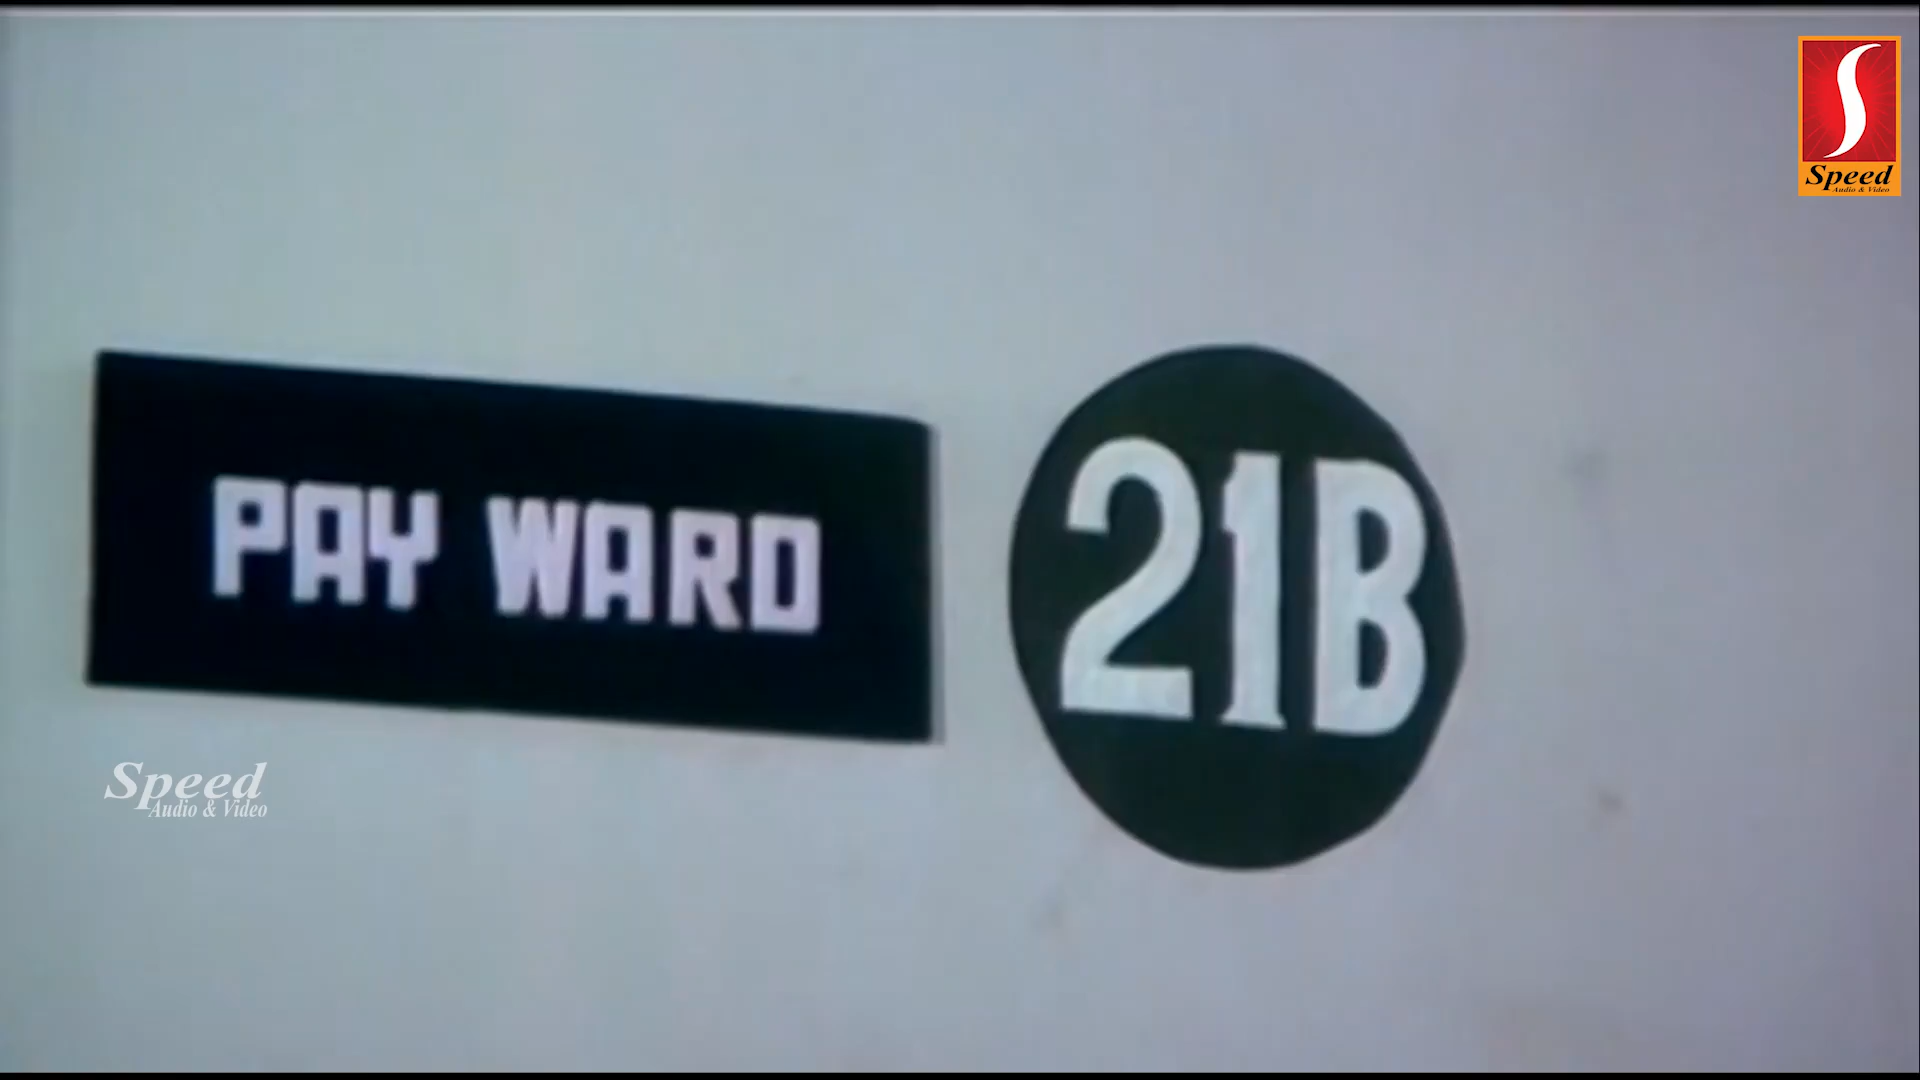 PAY WARD
21B
Speed
Audio & Video
S
Speed
Audio & Video